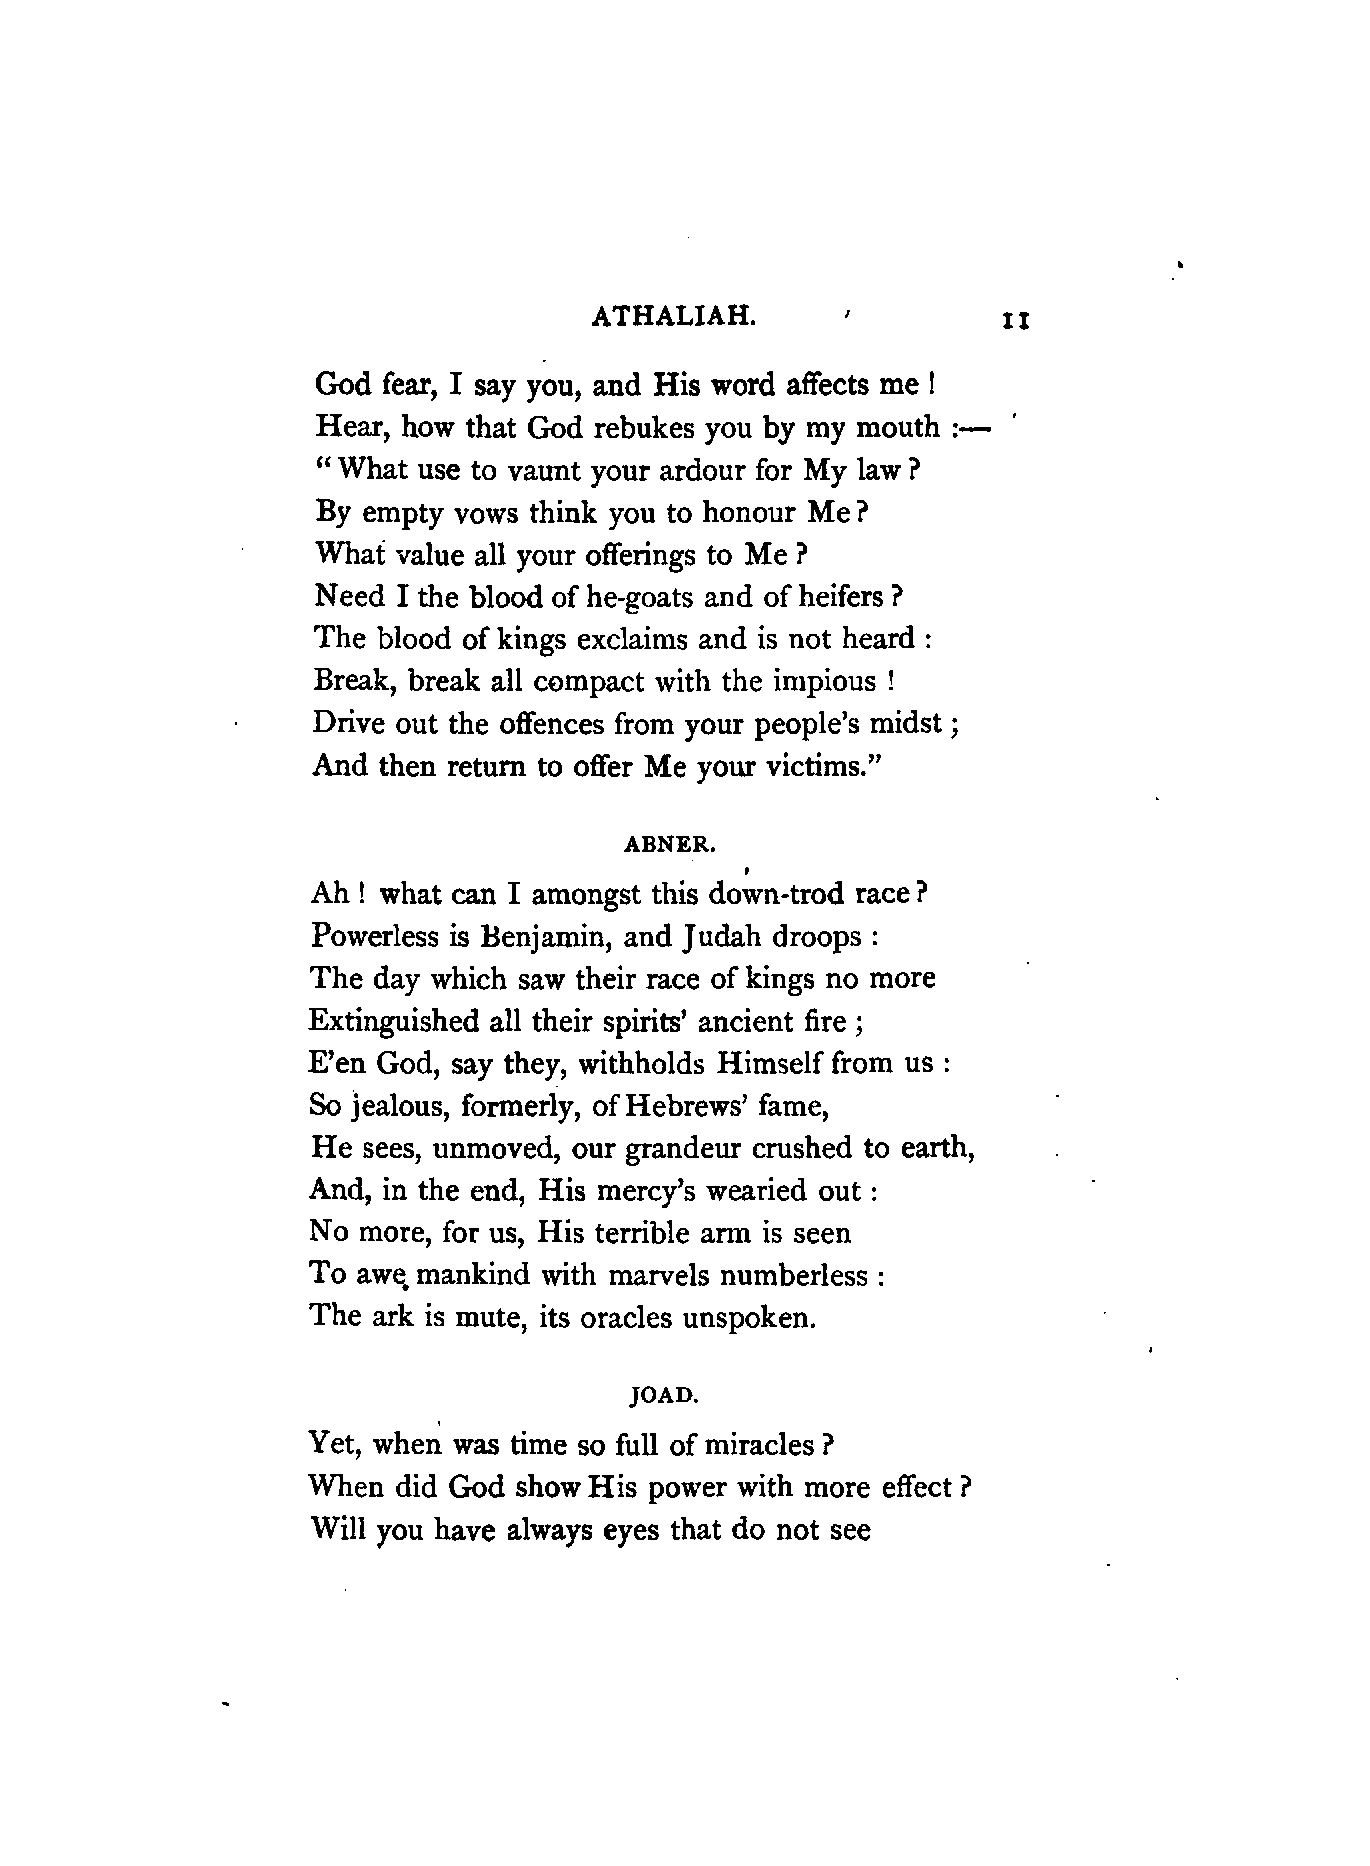 ATHALIAH. 11
God fear, I say you, and His word affects me !
Hear, how that God rebukes you by my mouth :—
“ What use to vaunt your ardour for My law ?
By empty vows think you to honour Me ?
What value all your offerings to Me ?
Need I the blood of he-goats and of heifers ?
The blood of kings exclaims and is not heard :
Break, break all compact with the impious !
Drive out the offences from your people’s midst ;
And then return to offer Me your victims.”
ABNER.
Ah ! what can I amongst this down-trod race ?
Powerless is Benjamin, and Judah droops :
The day which saw their race of kings no more
Extinguished all their spirits’ ancient fire ;
E’en God, say they, withholds Himself from us :
So jealous, formerly, of Hebrews’ fame,
He sees, unmoved, our grandeur crushed to earth,
And, in the end, His mercy’s wearied out :
No more, for us, His terrible arm is seen
To awe mankind with marvels numberless :
The ark is mute, its oracles unspoken.
JOAD.
Yet, when was time so full of miracles ?
When did God show His power with more effect ?
Will you have always eyes that do not see